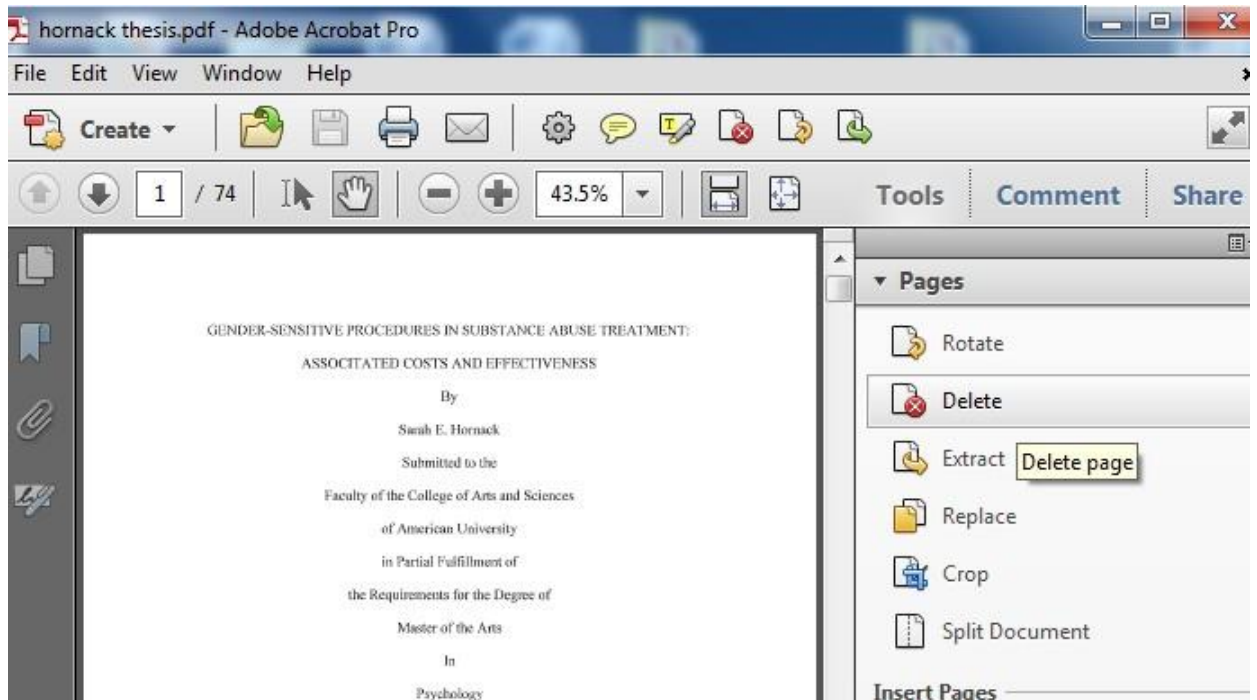 hornack thesis.pdf - Adobe Acrobat Pro
File Edit View Window Help
Create
1 / 74 43.5% Tools Comment Share
Pages
GENDER-SENSITIVE PROCEDURES IN SUBSTANCE ABUSE TREATMENT:
ASSOCITATED COSTS AND EFFECTIVENESS
By
Sarah E. Hornack
Submitted to the
Faculty of the College of Arts and Sciences
of American University
in Partial Fulfillment of
the Requirements for the Degree of
Master of the Arts
In
Psychology
Rotate
Delete
Extract
Delete page
Replace
Crop
Split Document
Insert Pages